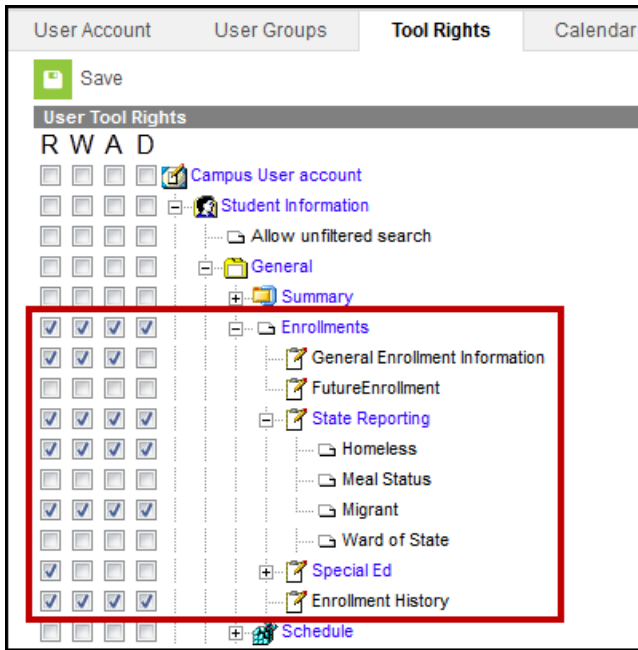 User Account User Groups Tool Rights Calendar
Save
User Tool Rights
R W A D
Campus User account
Student Information
Allow unfiltered search
General
Summary
Enrollments
General Enrollment Information
FutureEnrollment
State Reporting
Homeless
Meal Status
Migrant
Ward of State
Special Ed
Enrollment History
Schedule